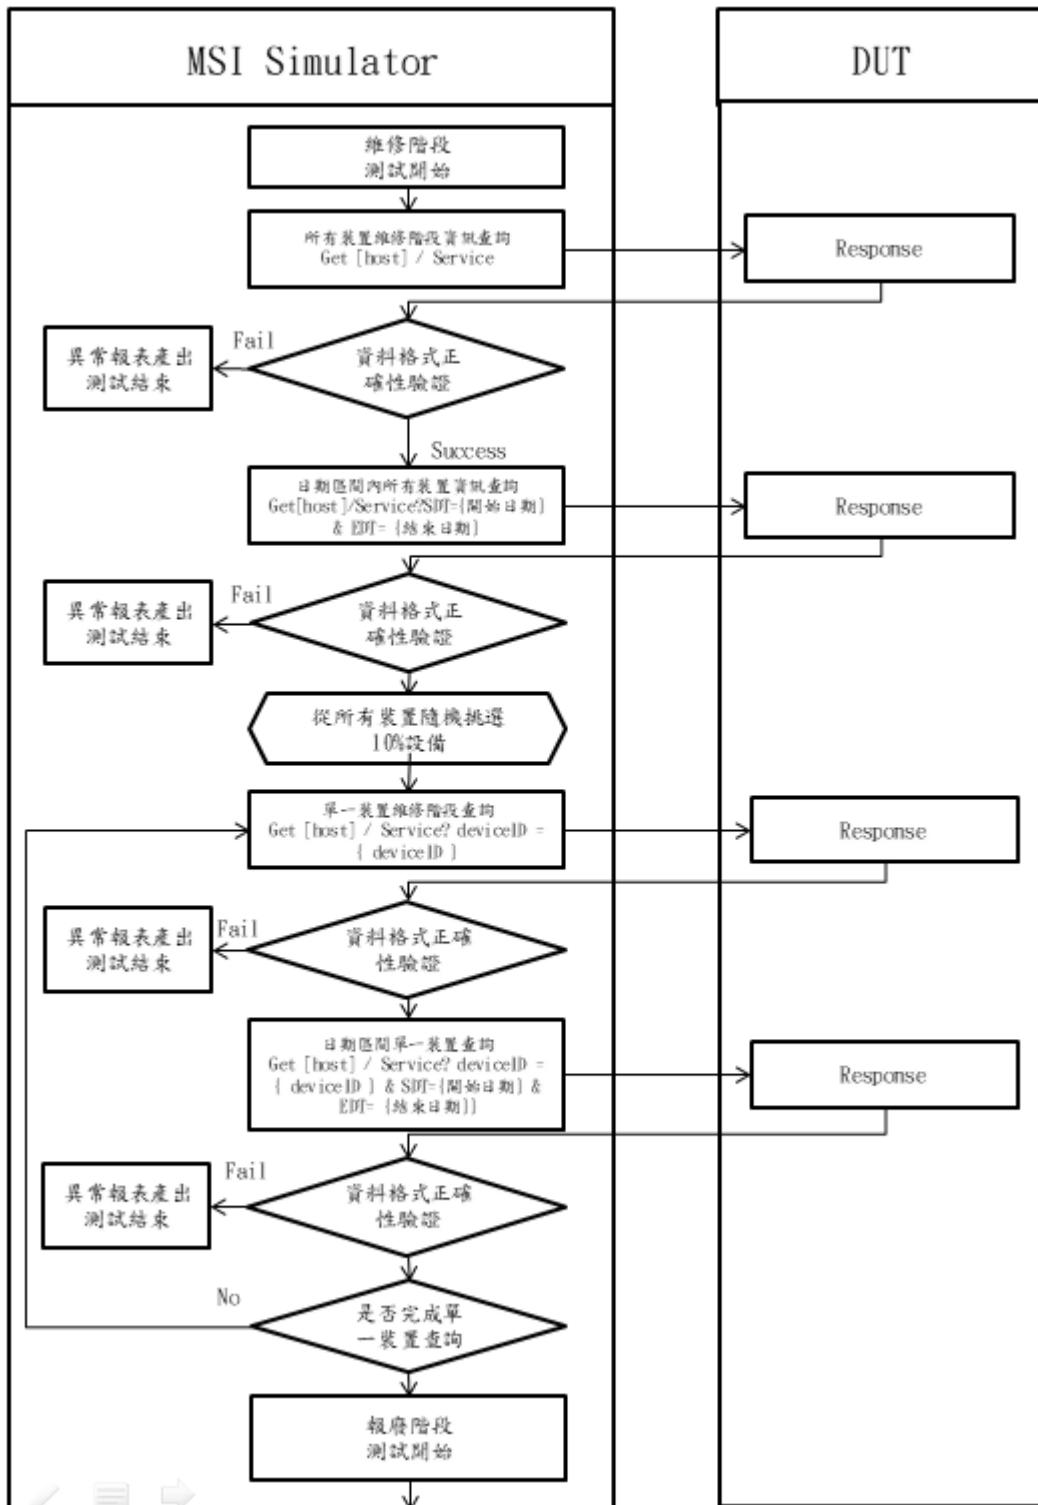 MSI Simulator
DUT
維修階段
測試開始
所有裝置維修階段資訊查詢
Get [host] / Service
Response
Fail
異常報表產出
測試結束
資料格式正
確性驗證
Success
日期區間內所有裝置資訊查詢
Get[host]/Service?SDT={開始日期}
& EDT= {結束日期}
Response
Fail
異常報表產出
測試結束
資料格式正
確性驗證
從所有裝置隨機挑選
10%設備
單一裝置維修階段查詢
Get [host] / Service? deviceID =
{ deviceID }
Response
Fail
異常報表產出
測試結束
資料格式正確
性驗證
日期區間單一裝置查詢
Get [host] / Service? deviceID =
{ deviceID } & SDT={開始日期} &
EDT= {結束日期}}
Response
Fail
異常報表產出
測試結束
資料格式正確
性驗證
No
是否完成單
一裝置查詢
報廢階段
測試開始